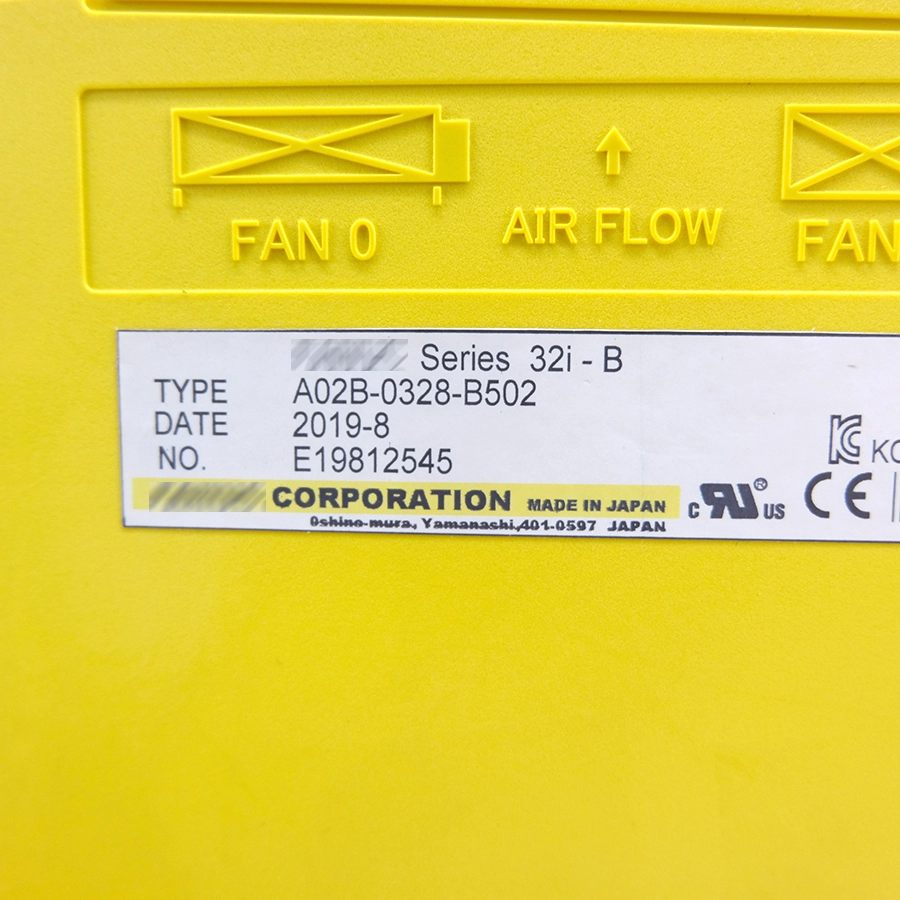 FAN 0
AIR FLOW
FAN
Series 32i - B
TYPE A02B-0328-B502
DATE 2019-8
NO. E19812545
CORPORATION MADE IN JAPAN
Oshino-mura, Yamanashi,401-0597 JAPAN
c RU® US
CE
KC